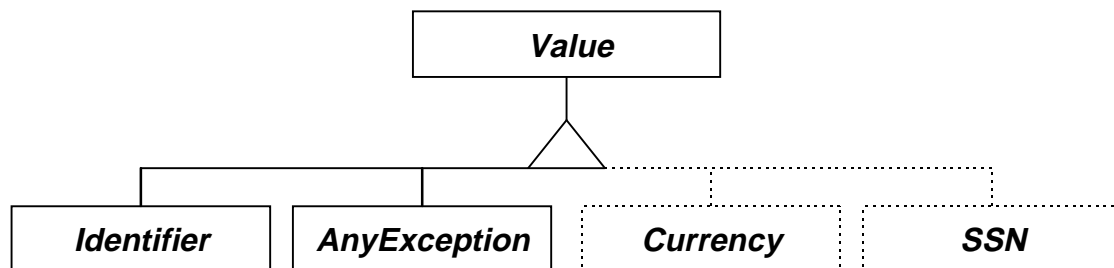 Value
Identifier
AnyException
Currency
SSN